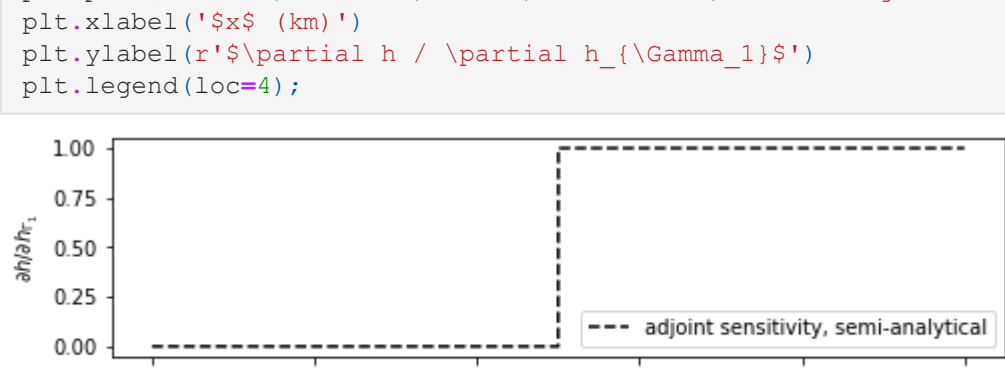 plt.xlabel('$x$ (km)')
plt.ylabel(r'$\partial h / \partial h_{\Gamma_1}$')
plt.legend(loc=4);
1.00
0.75
∂h/∂h_Γ₁
0.50
0.25
adjoint sensitivity, semi-analytical
0.00